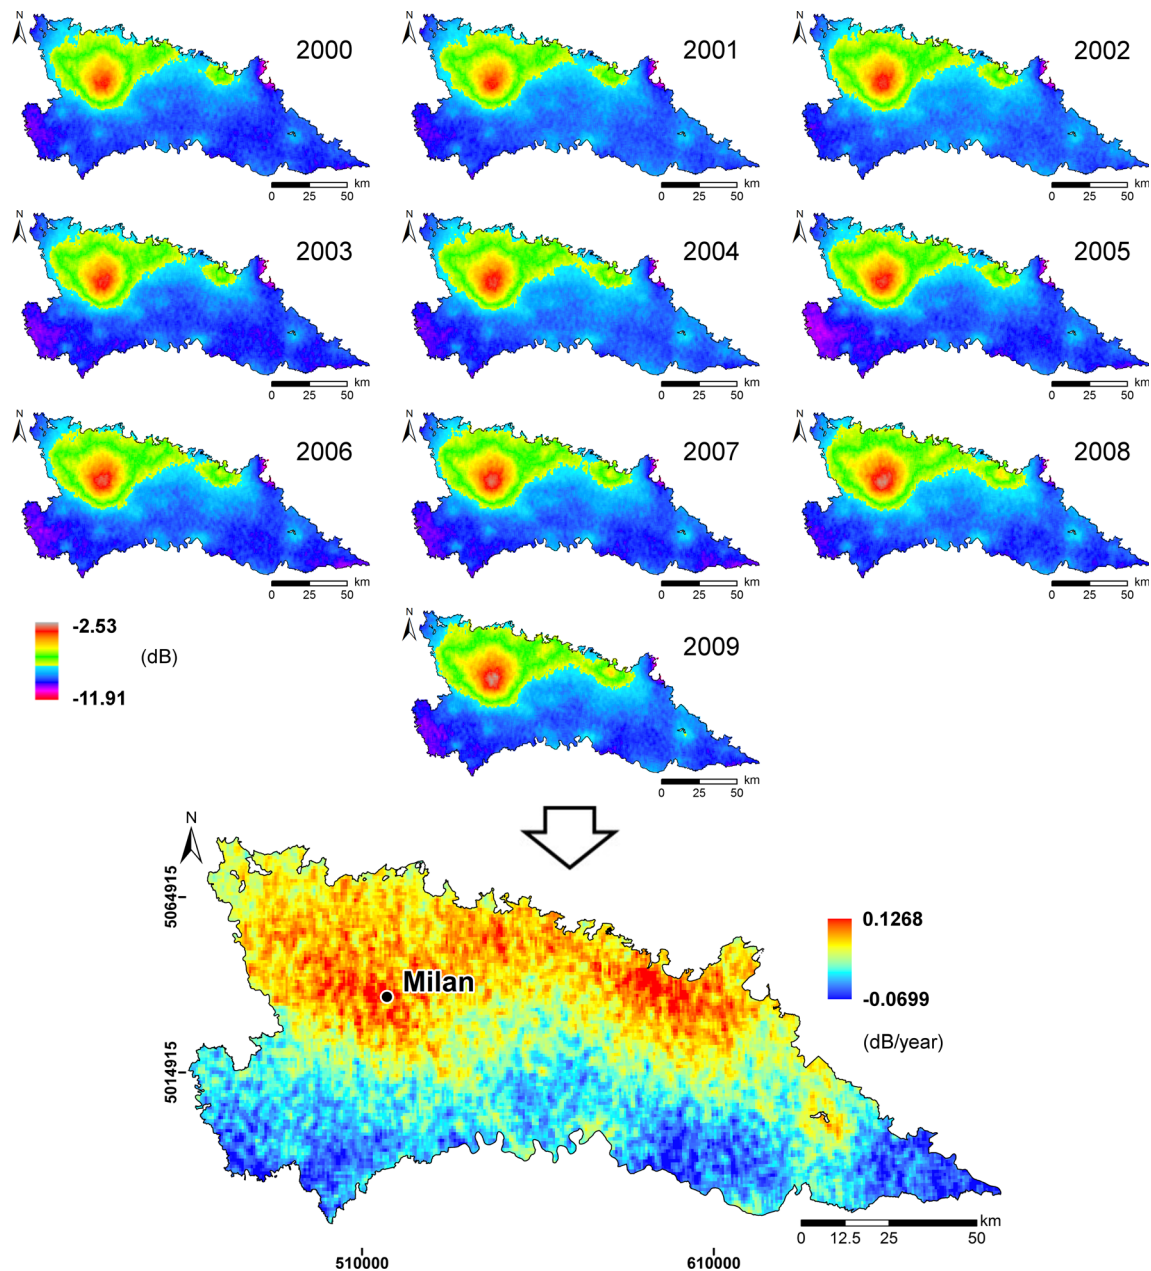 N
2000
km
0 25 50
N
2001
km
0 25 50
N
2002
km
0 25 50
N
2003
km
0 25 50
N
2004
km
0 25 50
N
2005
km
0 25 50
N
2006
km
0 25 50
N
2007
km
0 25 50
N
2008
km
0 25 50
-2.53
(dB)
-11.91
N
2009
km
0 25 50
N
5064915
5014915
Milan
0.1268
-0.0699
(dB/year)
km
0 12.5 25 50
510000 610000